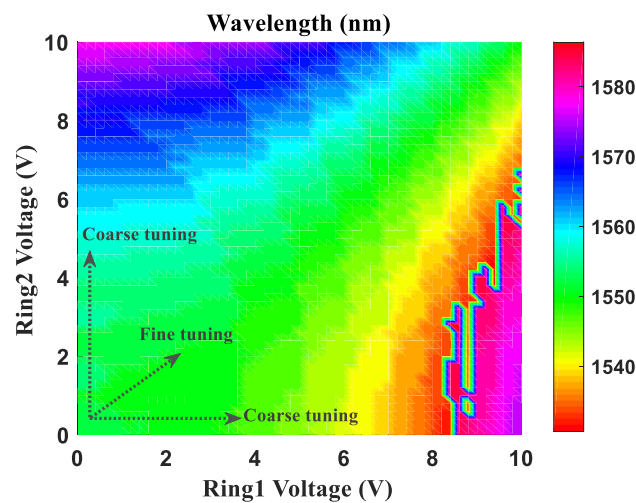 Wavelength (nm)
10
8
6
4
2
0
Ring2 Voltage (V)
Coarse tuning
Fine tuning
Coarse tuning
0
2
4
6
8
10
Ring1 Voltage (V)
1580
1570
1560
1550
1540